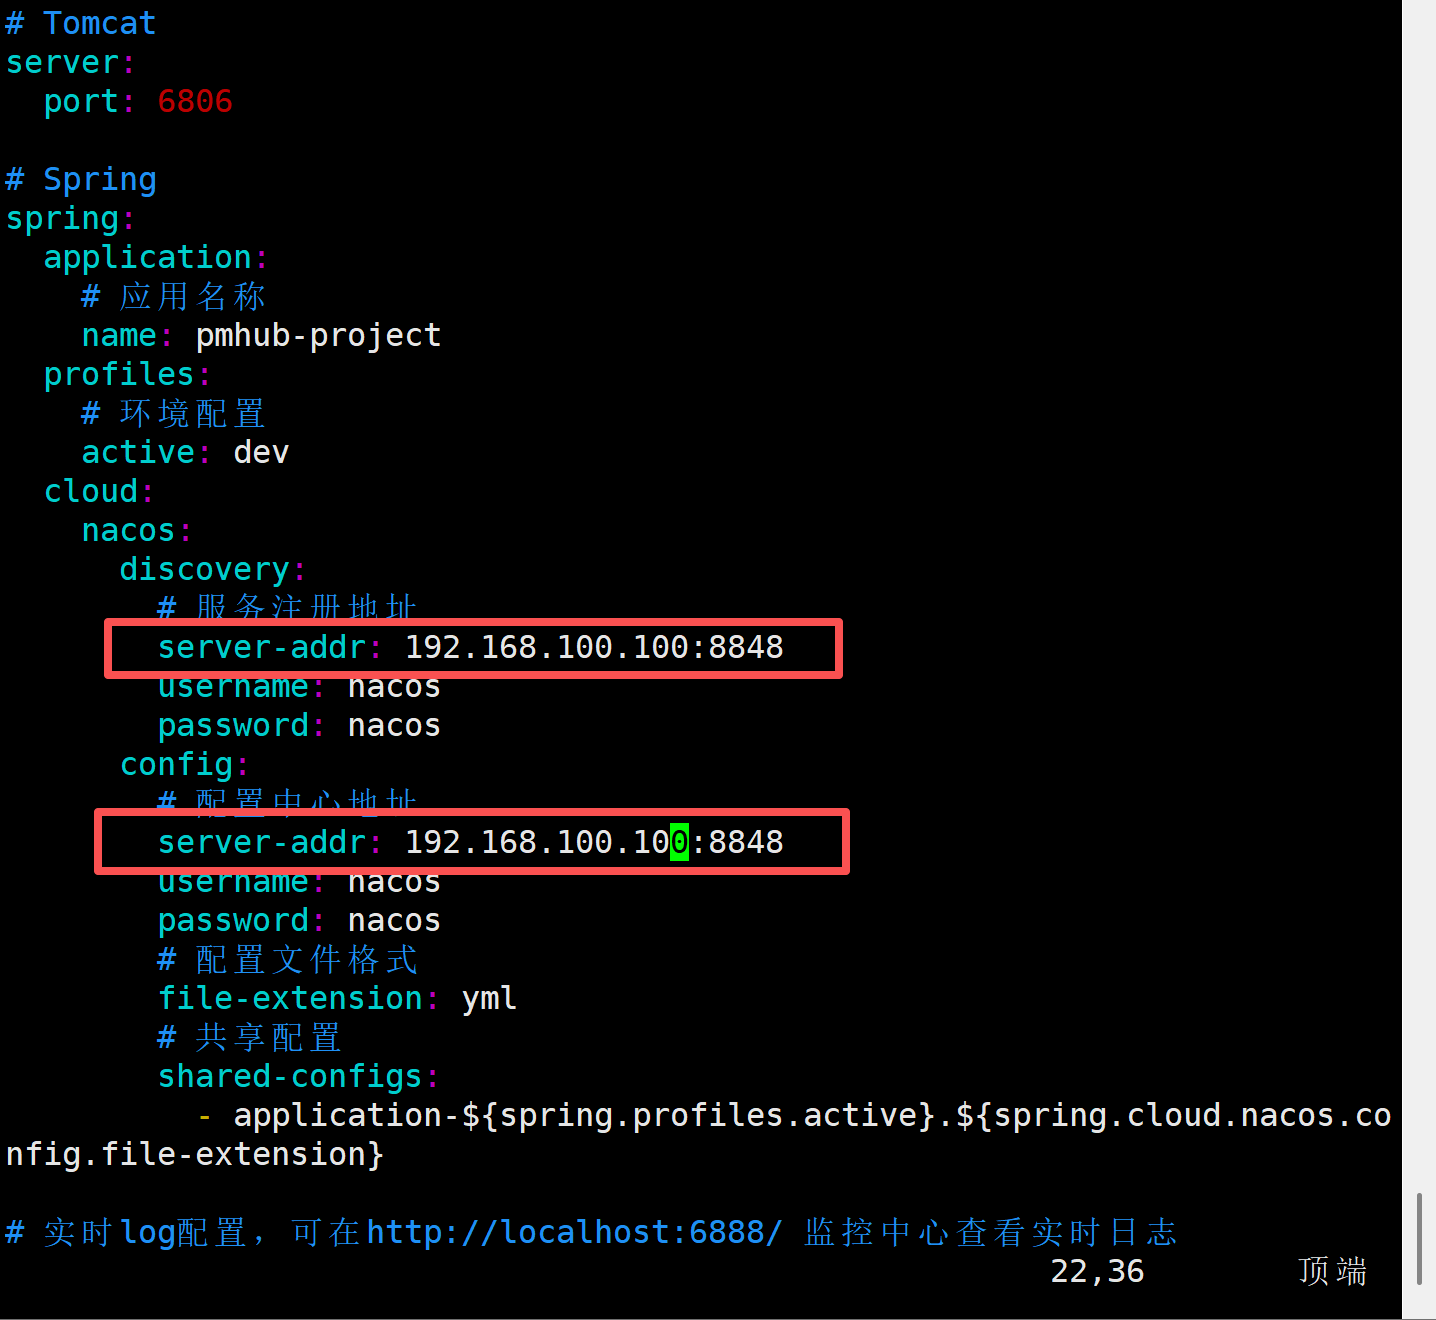 # Tomcat
server:
  port: 6806

# Spring
spring:
  application:
    # 应用名称
    name: pmhub-project
  profiles:
    # 环境配置
    active: dev
  cloud:
    nacos:
      discovery:
        # 服务注册地址
        server-addr: 192.168.100.100:8848
        username: nacos
        password: nacos
      config:
        # 配置中心地址
        server-addr: 192.168.100.100:8848
        username: nacos
        password: nacos
        # 配置文件格式
        file-extension: yml
        # 共享配置
        shared-configs:
          - application-${spring.profiles.active}.${spring.cloud.nacos.co
nfig.file-extension}

# 实时log配置，可在http://localhost:6888/ 监控中心查看实时日志
22,36 顶端